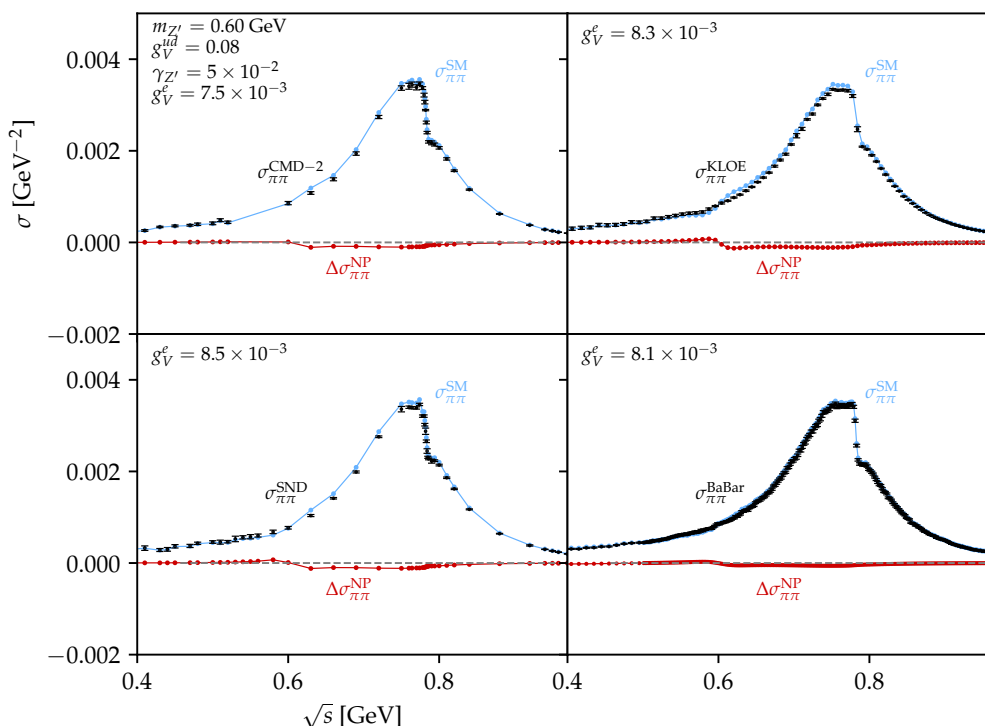 m_{Z′} = 0.60 GeV
g_V^{ud} = 0.08
γ_{Z′} = 5 × 10^{−2}
g_V^e = 7.5 × 10^{−3}
σ_{ππ}^{SM}
σ_{ππ}^{CMD−2}
Δσ_{ππ}^{NP}
g_V^e = 8.3 × 10^{−3}
σ_{ππ}^{SM}
σ_{ππ}^{KLOE}
Δσ_{ππ}^{NP}
0.004
0.002
0.000
−0.002
σ [GeV^{−2}]
g_V^e = 8.5 × 10^{−3}
σ_{ππ}^{SM}
σ_{ππ}^{SND}
Δσ_{ππ}^{NP}
g_V^e = 8.1 × 10^{−3}
σ_{ππ}^{SM}
σ_{ππ}^{BaBar}
Δσ_{ππ}^{NP}
0.004
0.002
0.000
−0.002
0.4 0.6 0.8 0.4 0.6 0.8
√s [GeV]